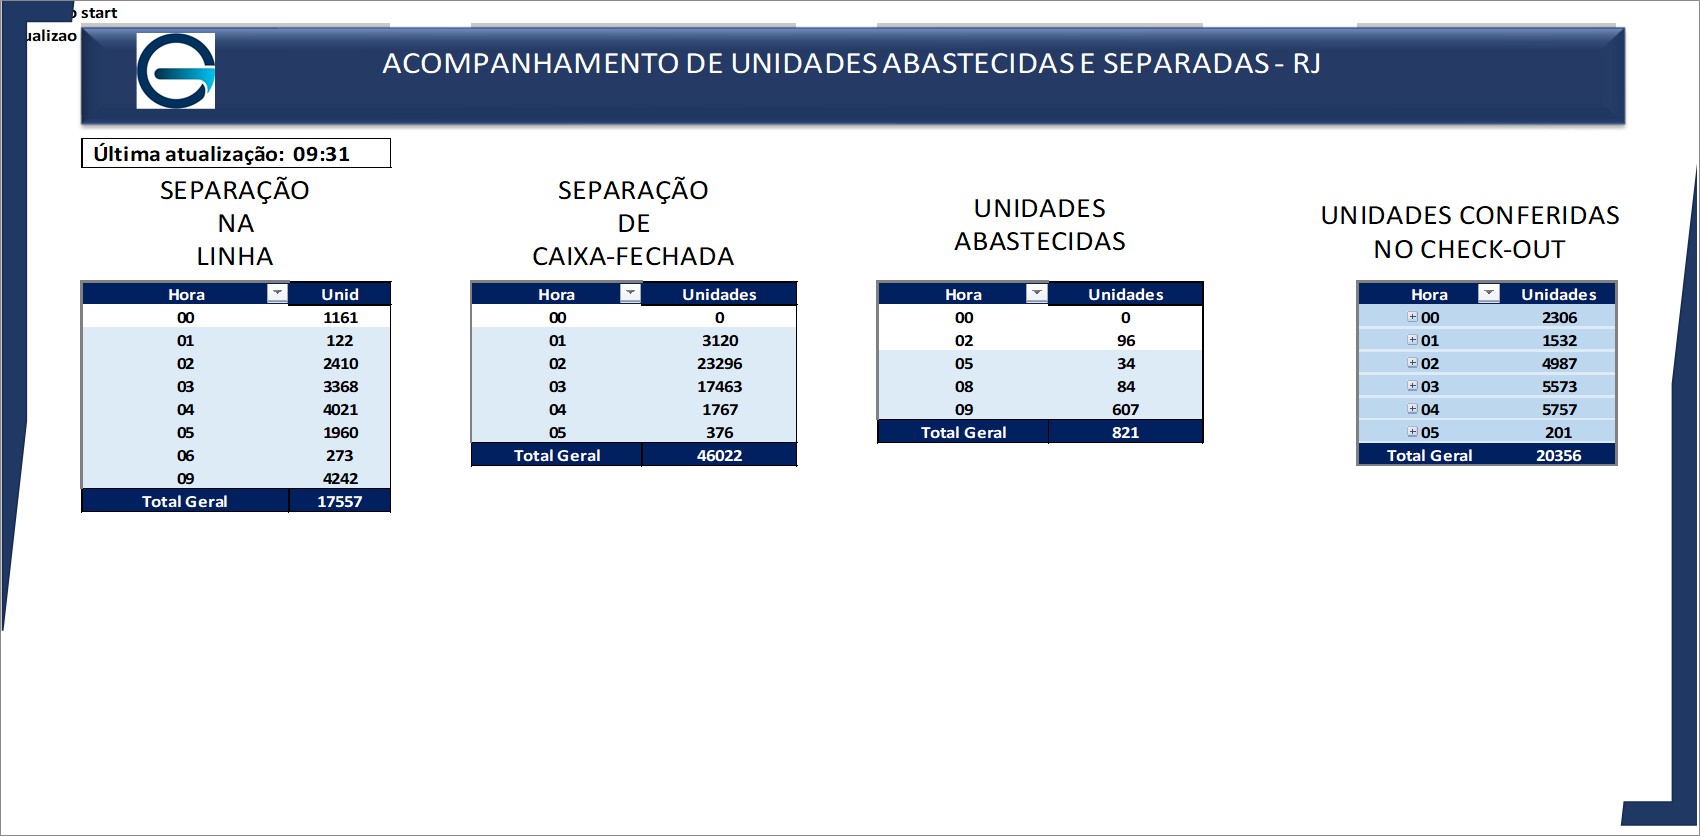 start
ACOMPANHAMENTO DE UNIDADES ABASTECIDAS E SEPARADAS - RJ
Última atualização: 09:31
SEPARAÇÃO
NA
LINHA
Hora Unid
00 1161
01 122
02 2410
03 3368
04 4021
05 1960
06 273
09 4242
Total Geral 17557
SEPARAÇÃO
DE
CAIXA-FECHADA
Hora Unidades
00 0
01 3120
02 23296
03 17463
04 1767
05 376
Total Geral 46022
UNIDADES
ABASTECIDAS
Hora Unidades
00 0
02 96
05 34
08 84
09 607
Total Geral 821
UNIDADES CONFERIDAS
NO CHECK-OUT
Hora Unidades
00 2306
01 1532
02 4987
03 5573
04 5757
05 201
Total Geral 20356